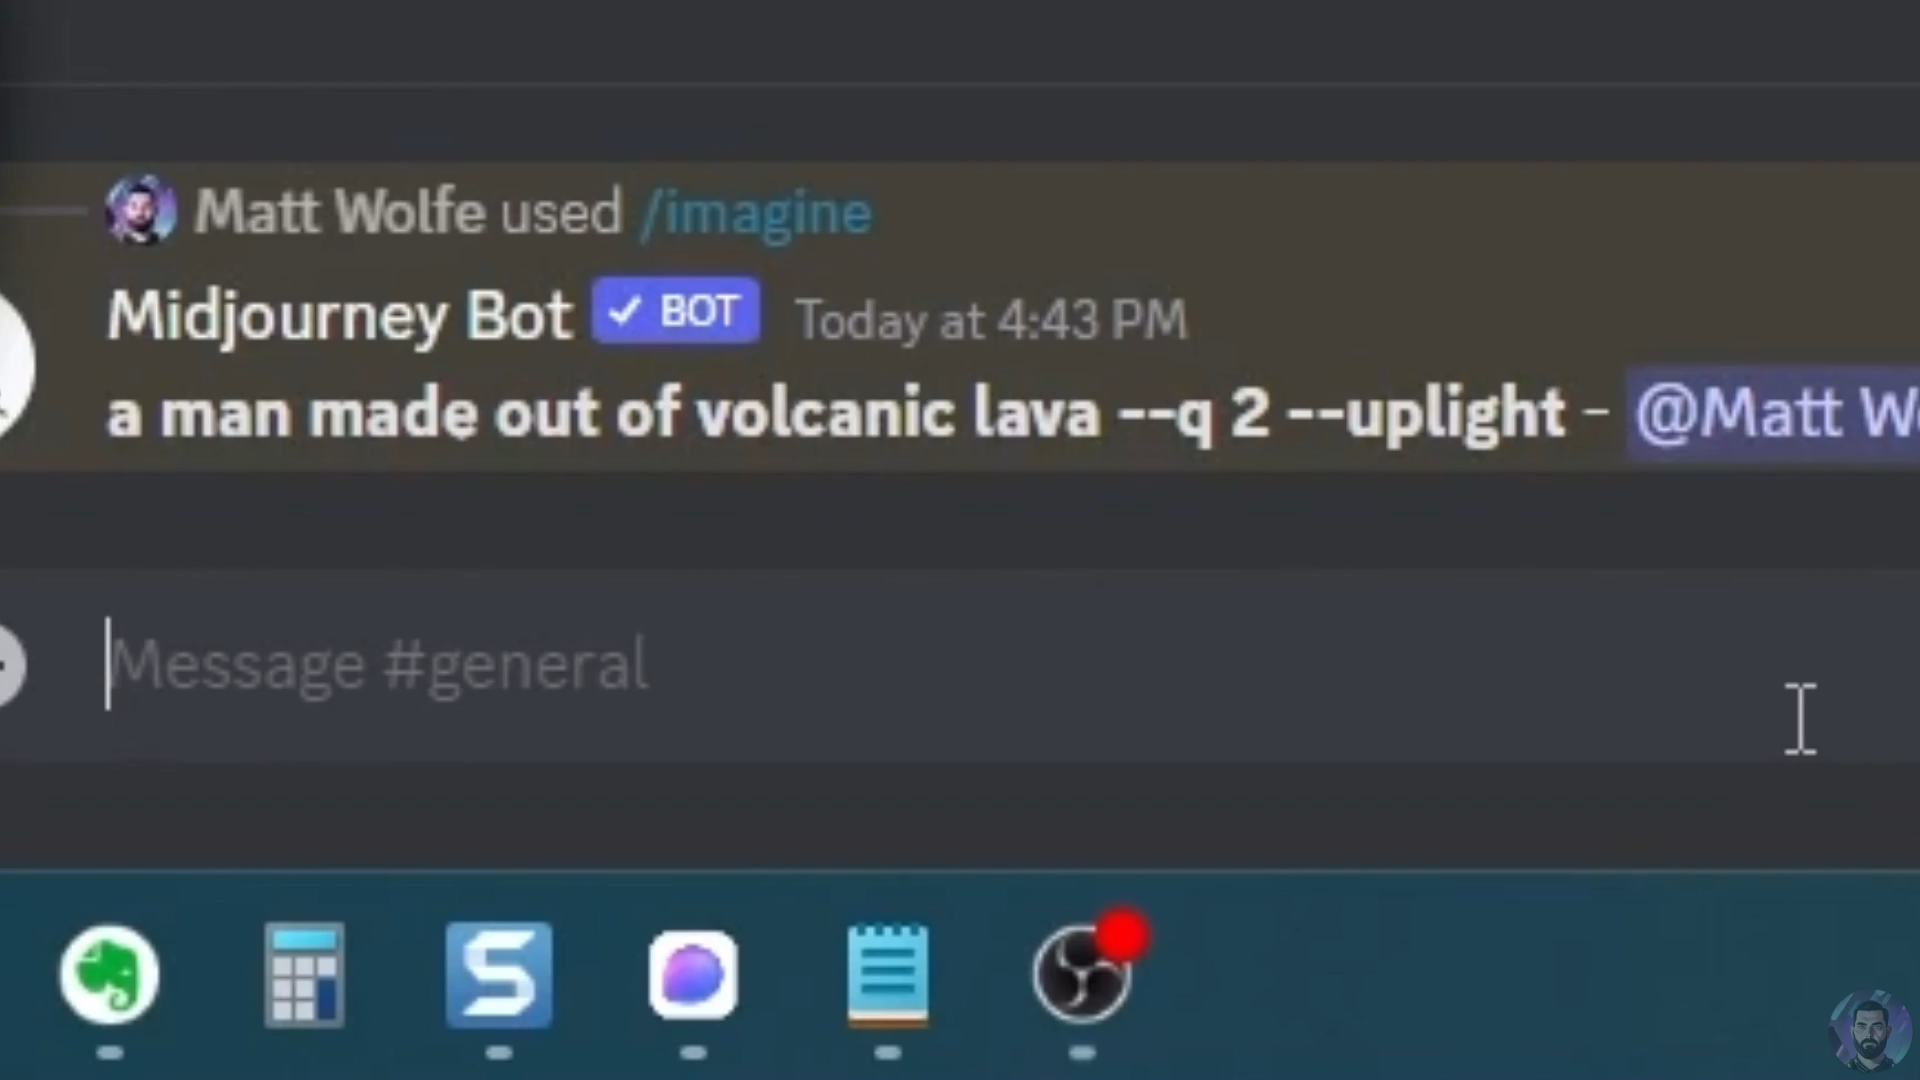 Matt Wolfe used /imagine
Midjourney Bot ✓ BOT Today at 4:43 PM
a man made out of volcanic lava --q 2 --uplight - @Matt
Message #general
S